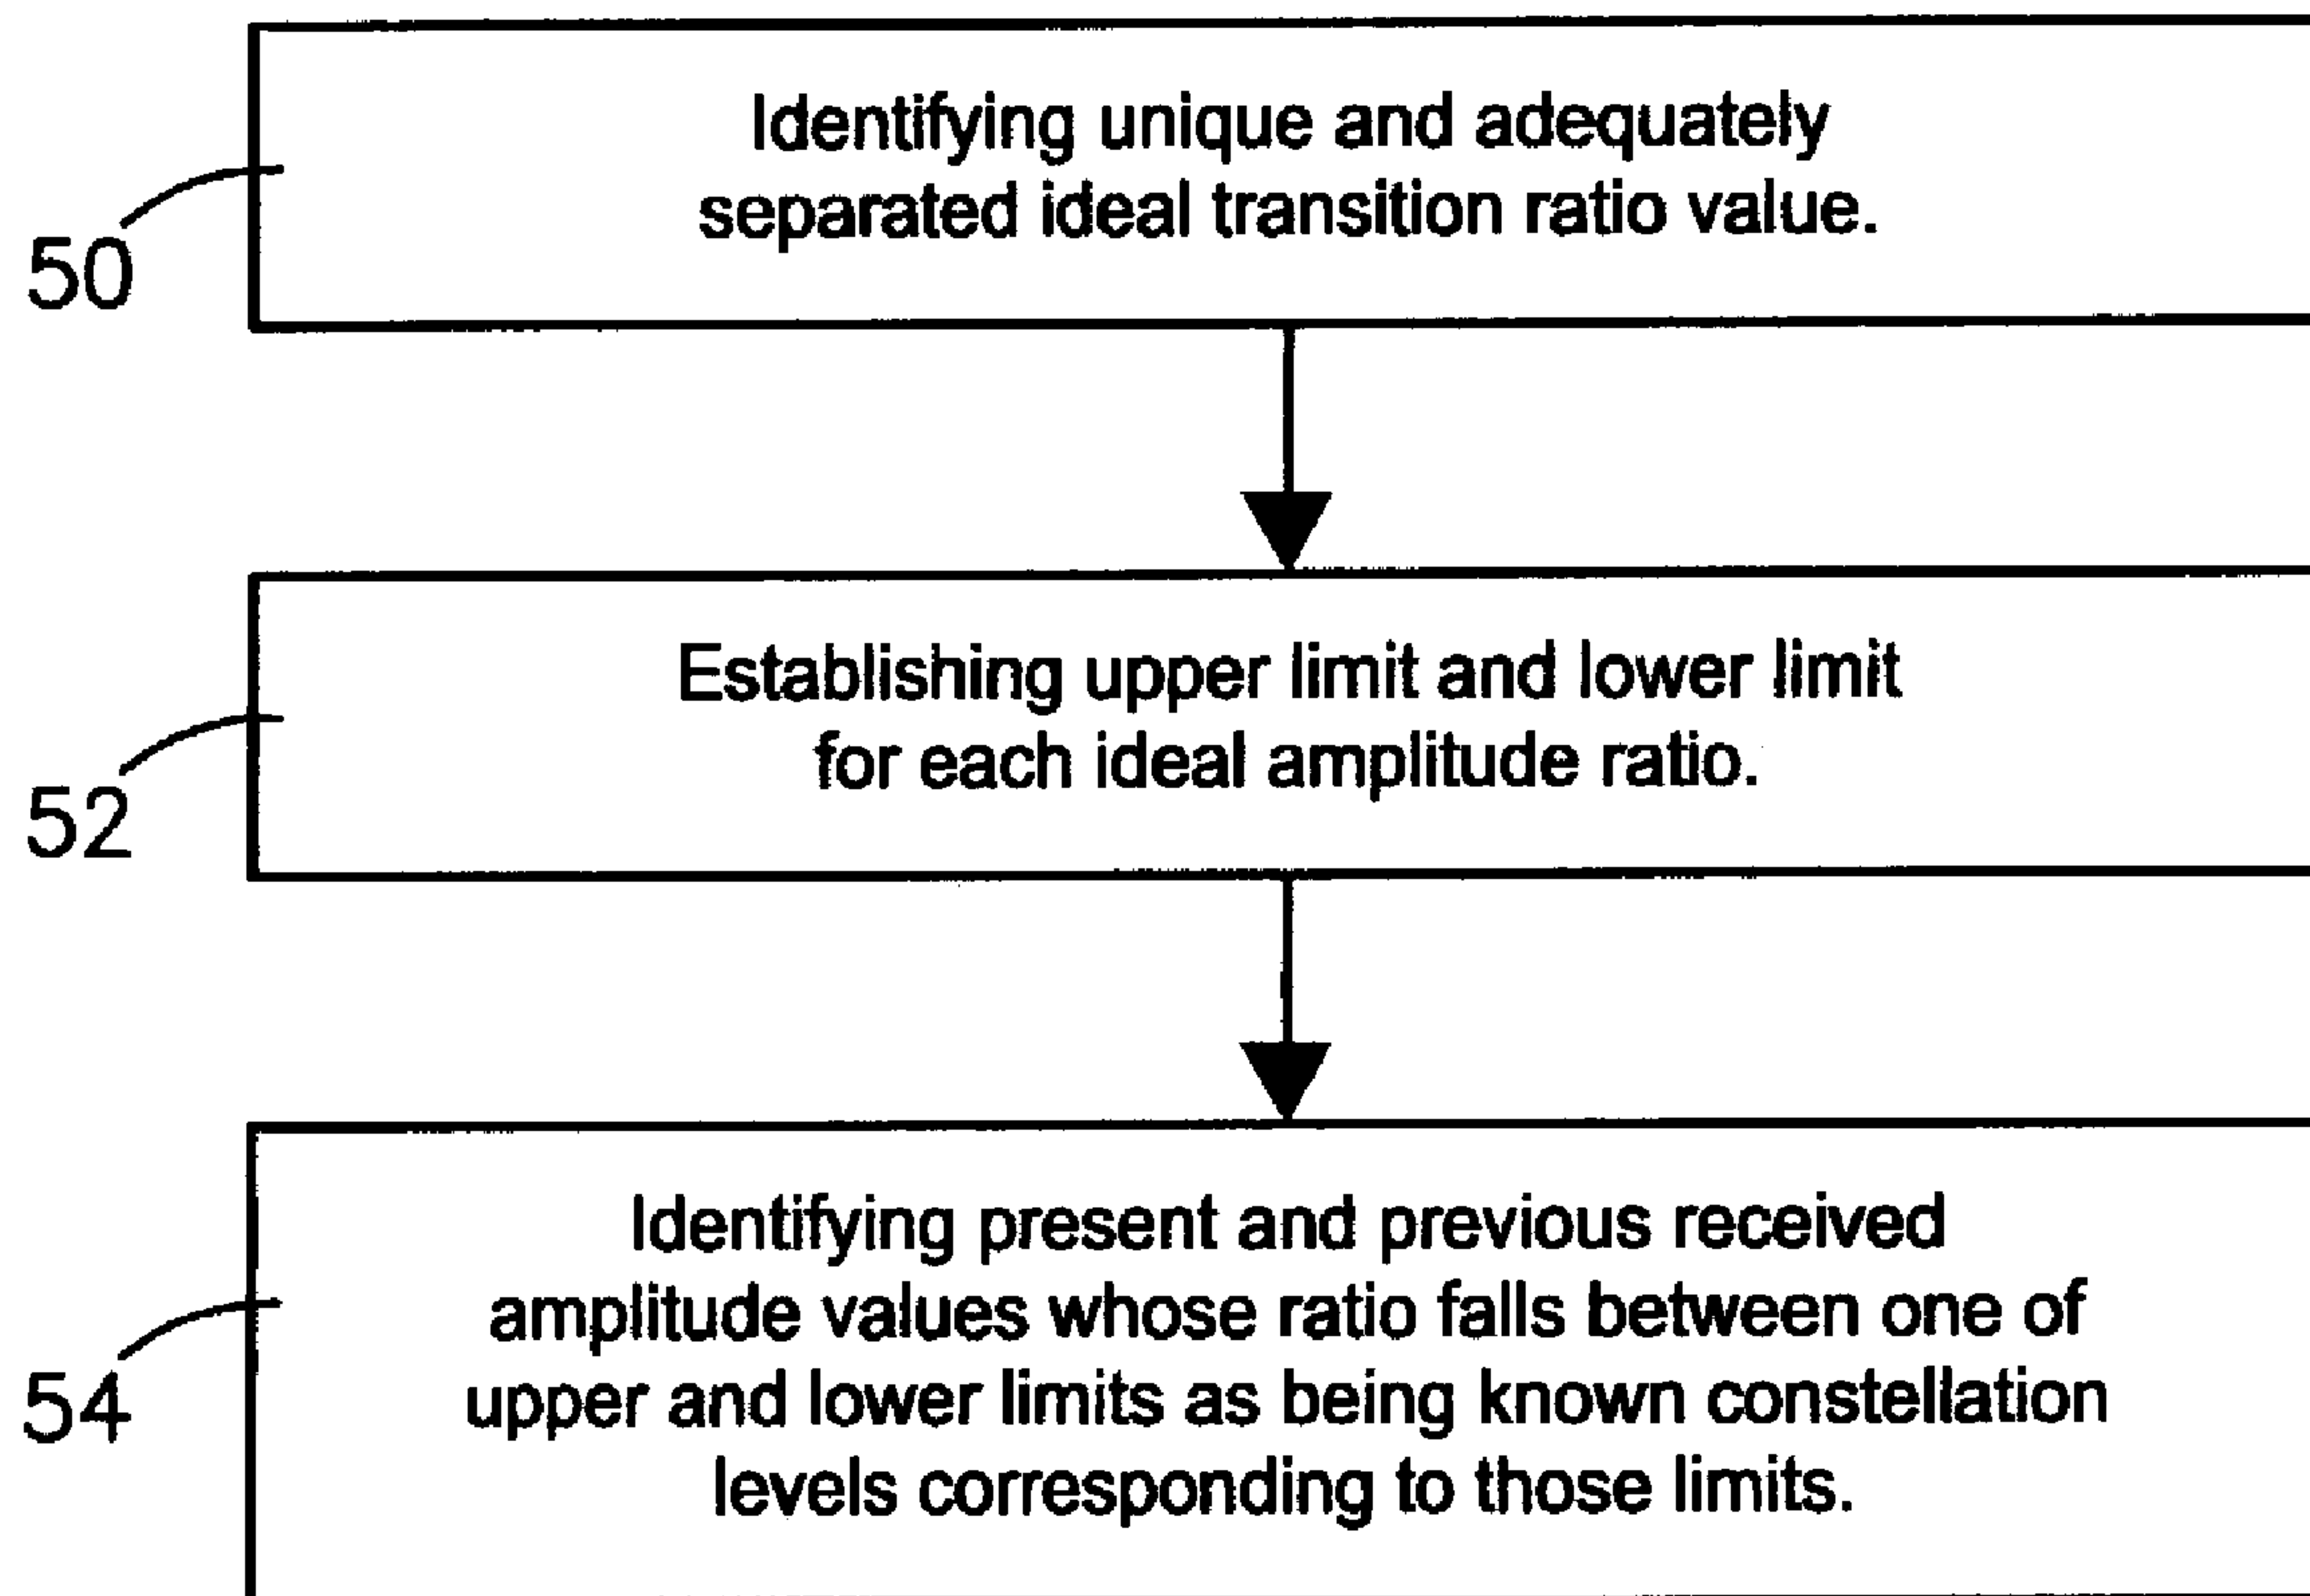 Identifying unique and adequately
separated ideal transition ratio value.
50
Establishing upper limit and lower limit
for each ideal amplitude ratio.
52
Identifying present and previous received
amplitude values whose ratio falls between one of
upper and lower limits as being known constellation
levels corresponding to those limits.
54